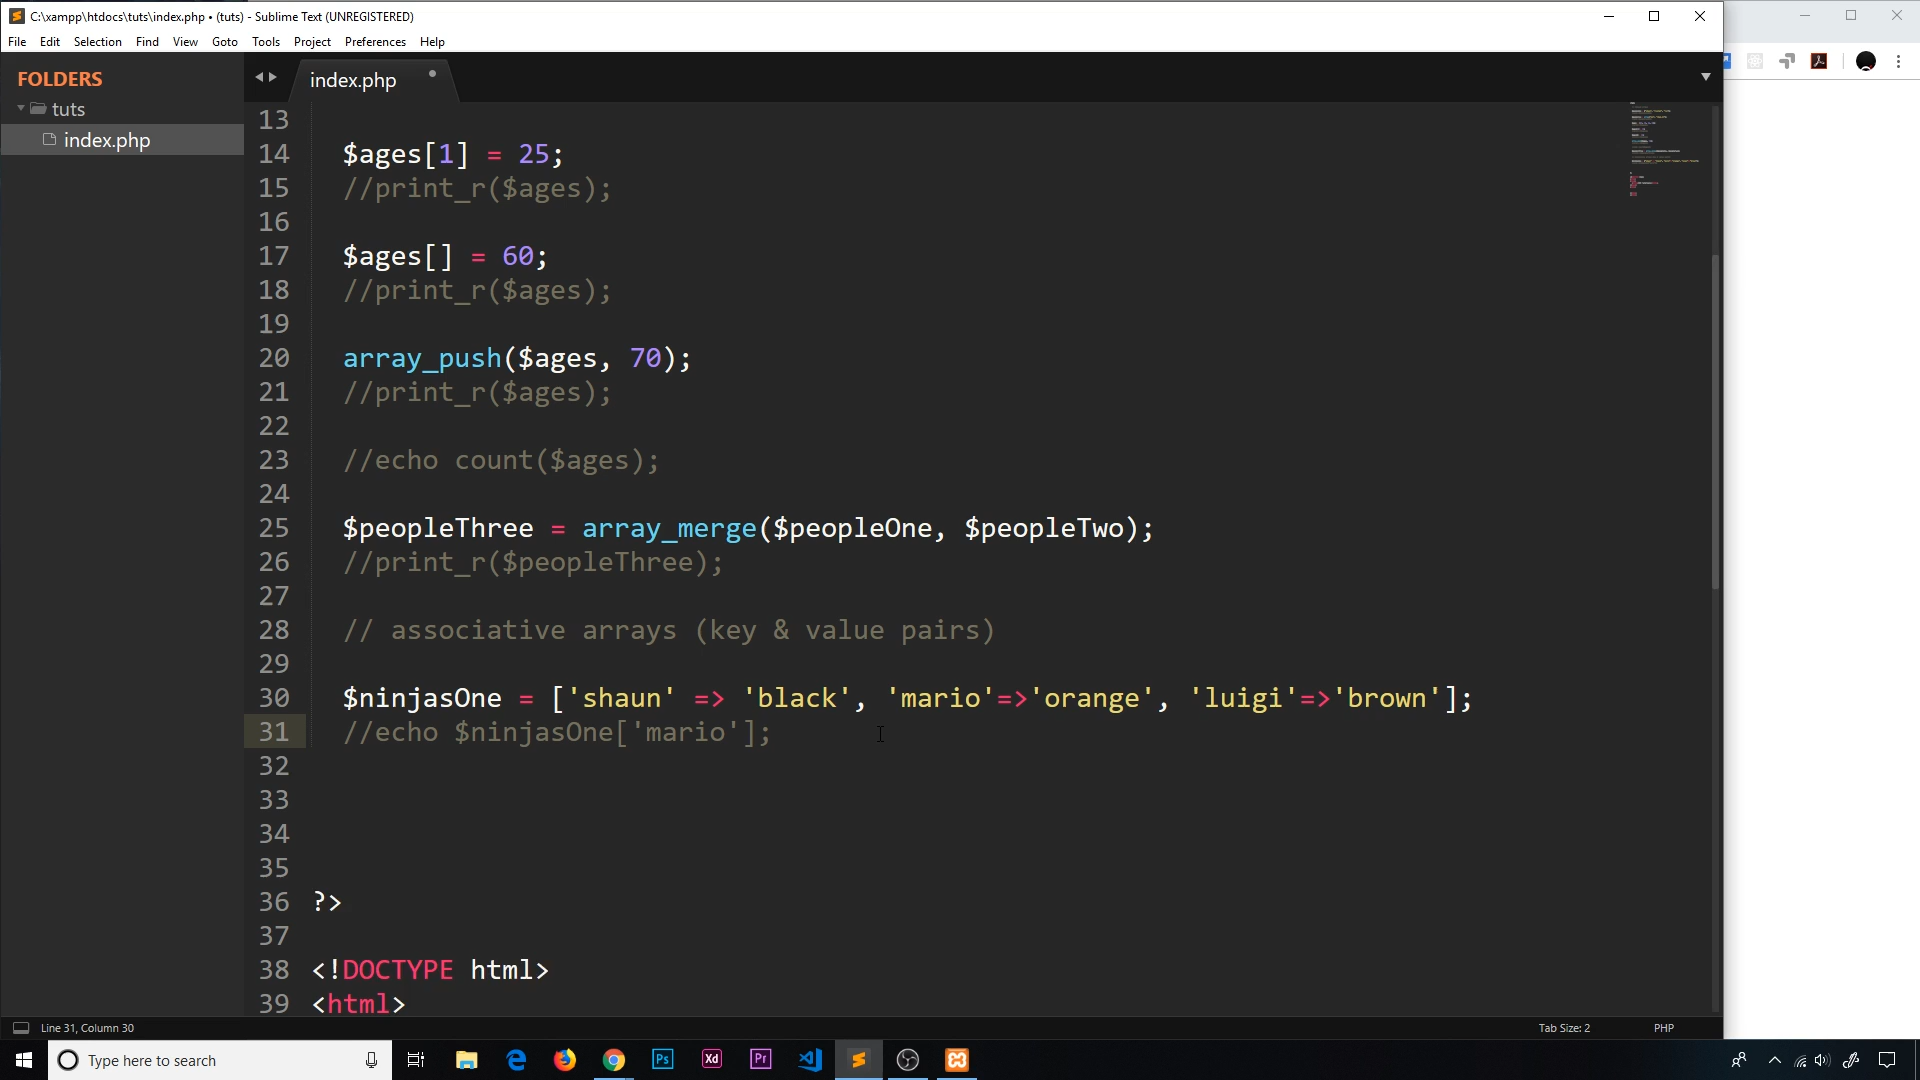 C:\xampp\htdocs\tuts\index.php • (tuts) - Sublime Text (UNREGISTERED)
File Edit Selection Find View Goto Tools Project Preferences Help
FOLDERS
tuts
index.php
index.php
13
14 $ages[1] = 25;
15 //print_r($ages);
16
17 $ages[] = 60;
18 //print_r($ages);
19
20 array_push($ages, 70);
21 //print_r($ages);
22
23 //echo count($ages);
24
25 $peopleThree = array_merge($peopleOne, $peopleTwo);
26 //print_r($peopleThree);
27
28 // associative arrays (key & value pairs)
29
30 $ninjasOne = ['shaun' => 'black', 'mario'=>'orange', 'luigi'=>'brown'];
31 //echo $ninjasOne['mario'];
32
33
34
35
36 ?>
37
38 <!DOCTYPE html>
39 <html>
Line 31, Column 30 Tab Size: 2 PHP
Type here to search
Ps Xd Pr